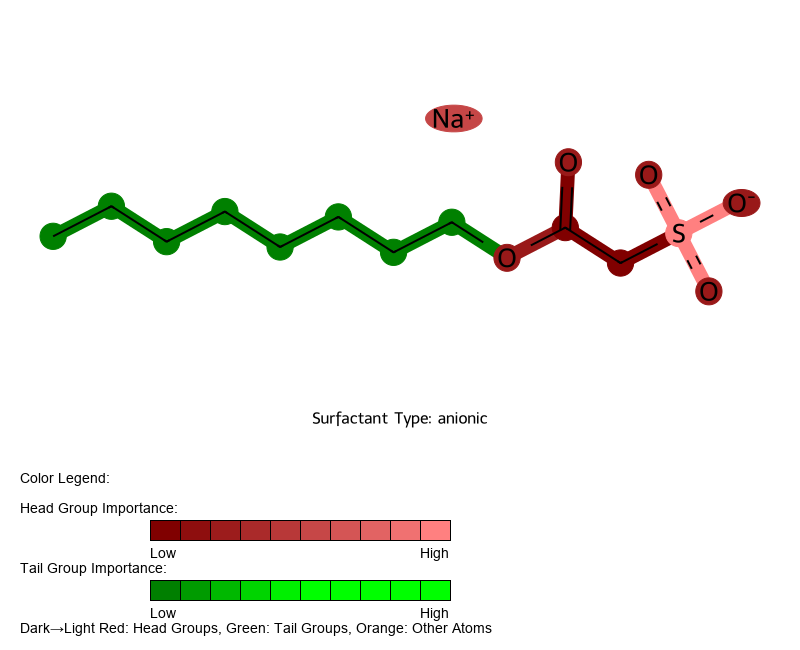 Na⁺
O
O
O⁻
S
O
O
Surfactant Type: anionic
Color Legend:
Head Group Importance:
Low High
Tail Group Importance:
Low High
Dark→Light Red: Head Groups, Green: Tail Groups, Orange: Other Atoms